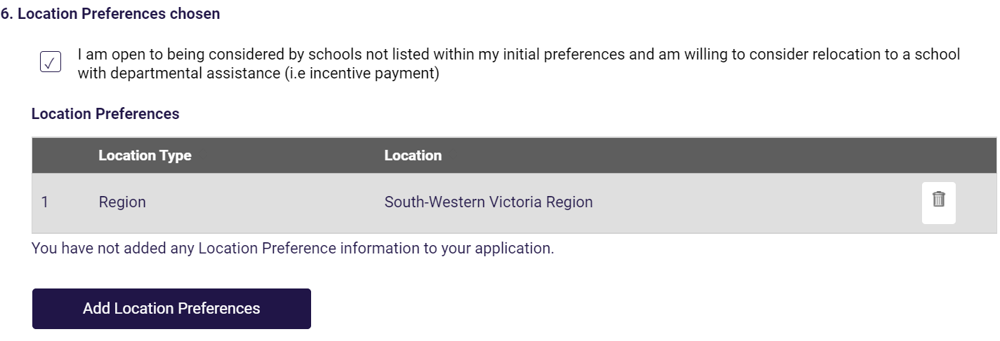 6. Location Preferences chosen
I am open to being considered by schools not listed within my initial preferences and am willing to consider relocation to a school
with departmental assistance (i.e incentive payment)
Location Preferences
Location Type Location
1 Region South-Western Victoria Region
You have not added any Location Preference information to your application.
Add Location Preferences